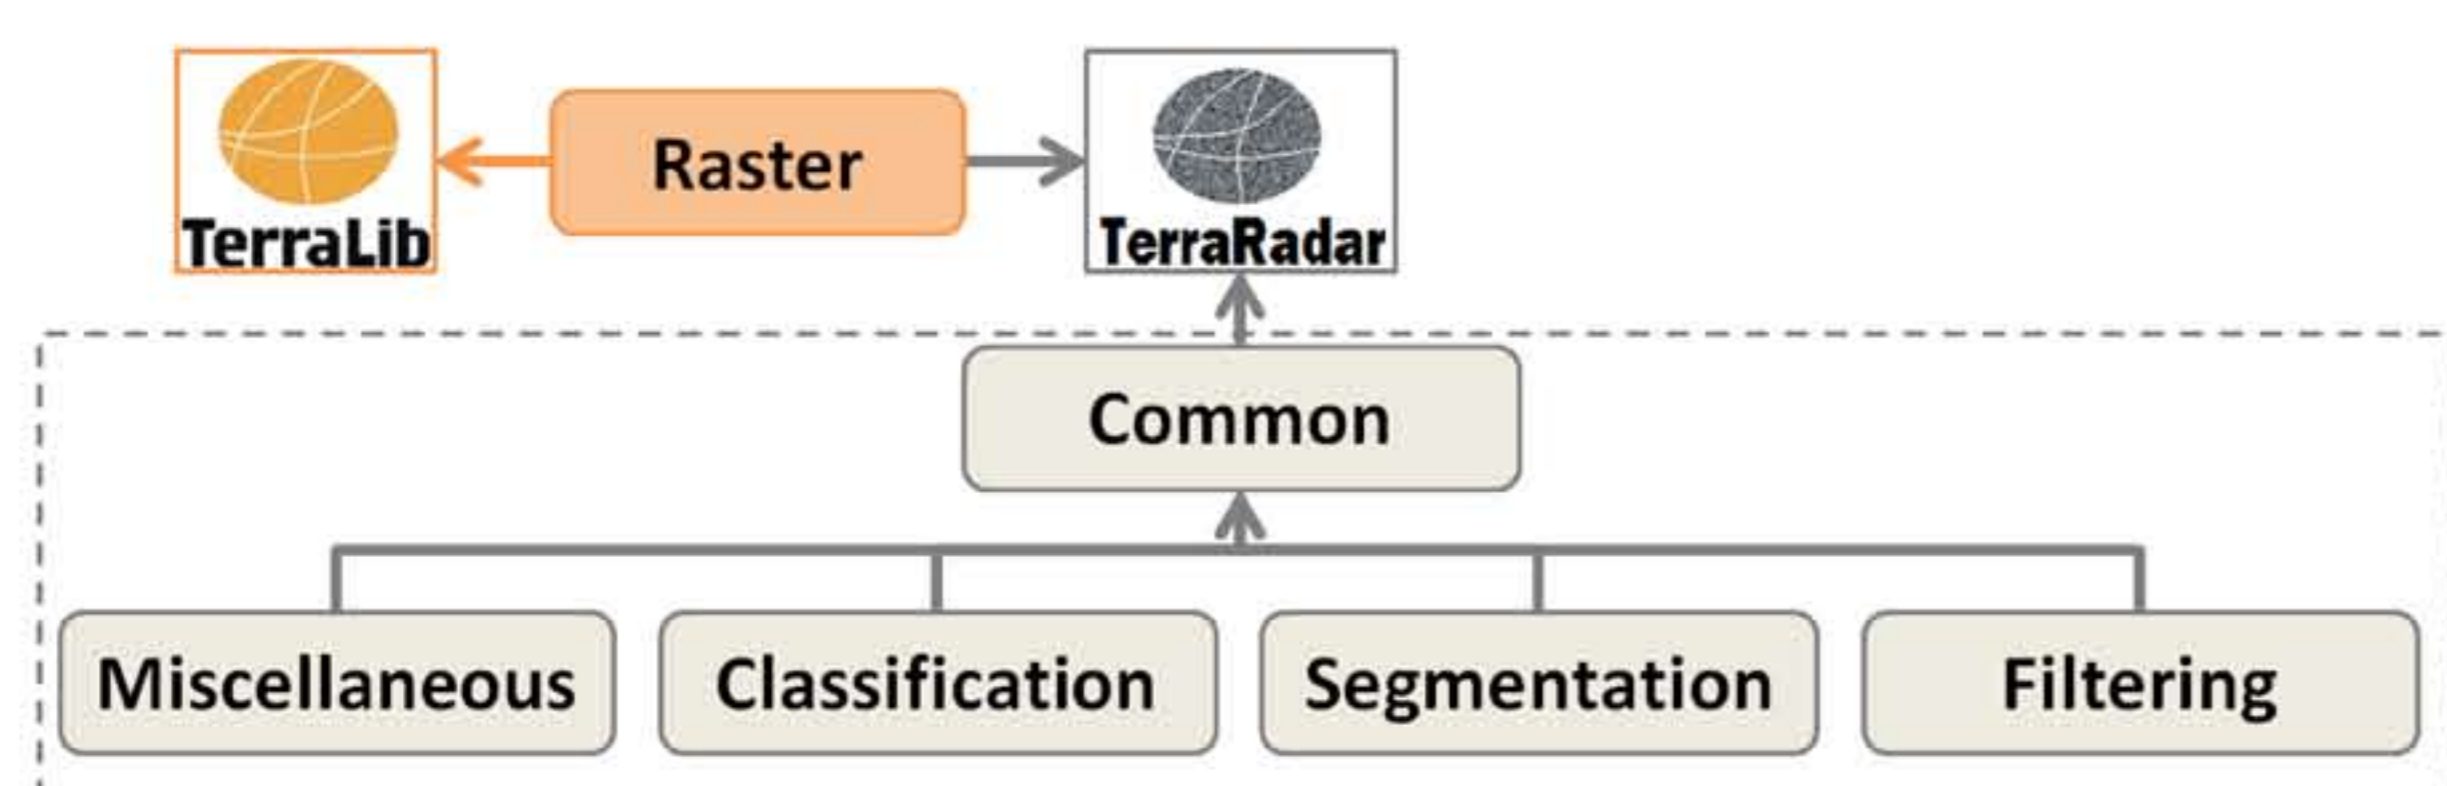 Raster
TerraLib
TerraRadar
Common
Miscellaneous
Classification
Segmentation
Filtering